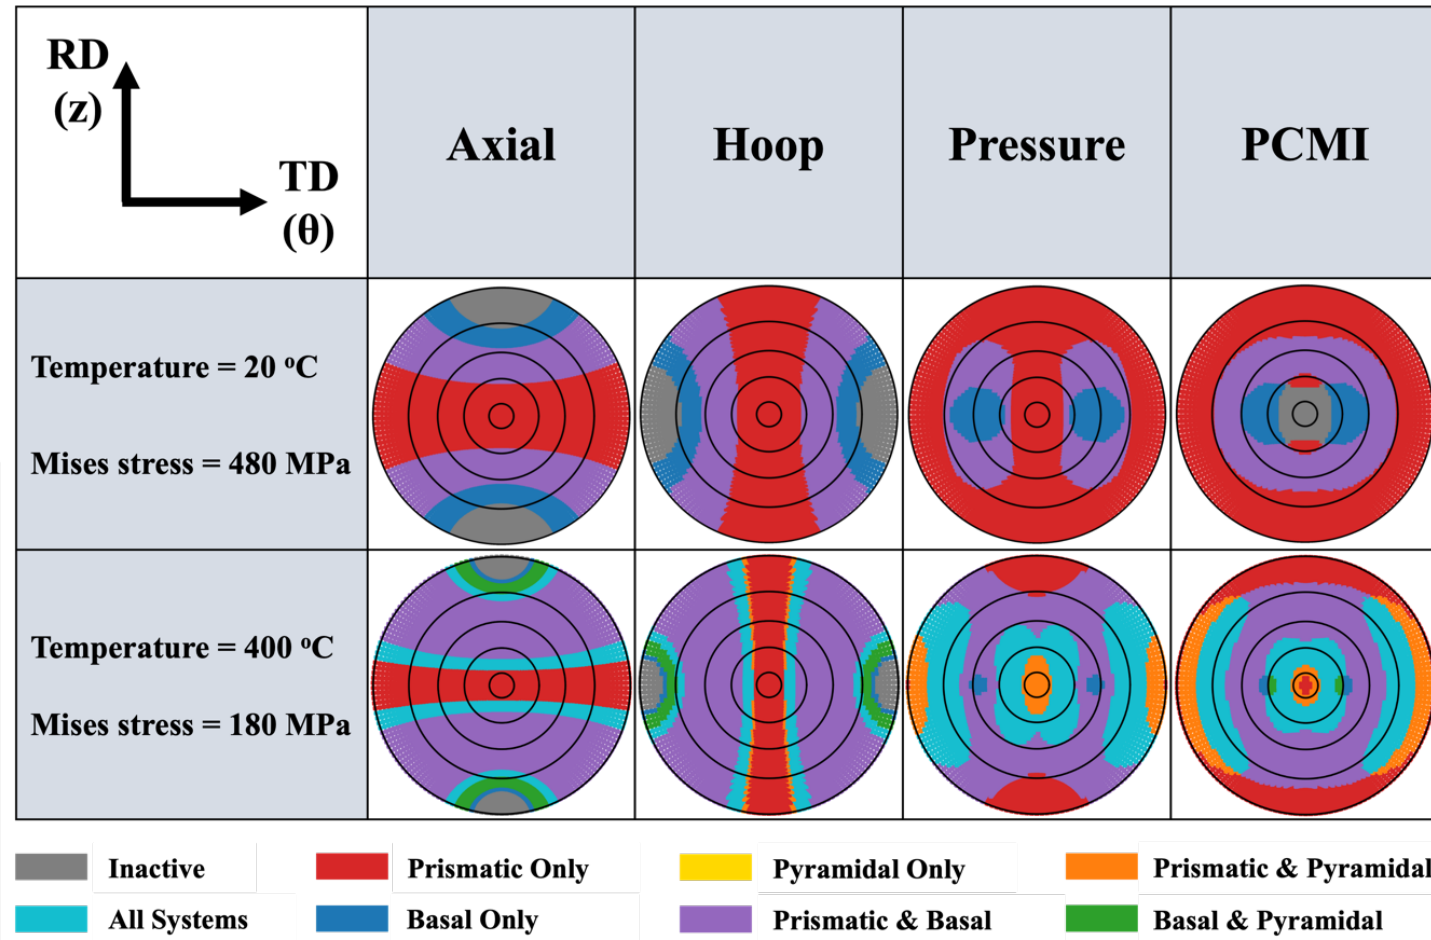 RD
(z)
TD
(θ)
Axial
Hoop
Pressure
PCMI
Temperature = 20 °C
Mises stress = 480 MPa
Temperature = 400 °C
Mises stress = 180 MPa
Inactive
Prismatic Only
Pyramidal Only
Prismatic & Pyramidal
All Systems
Basal Only
Prismatic & Basal
Basal & Pyramidal